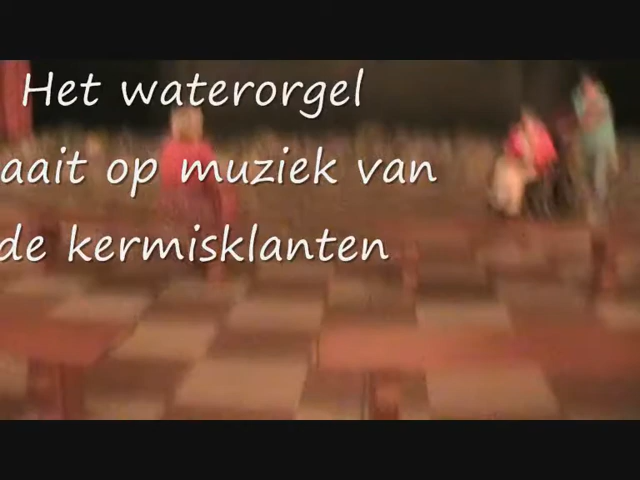 Het waterorgel
aait op muziek van
de kermisklanten